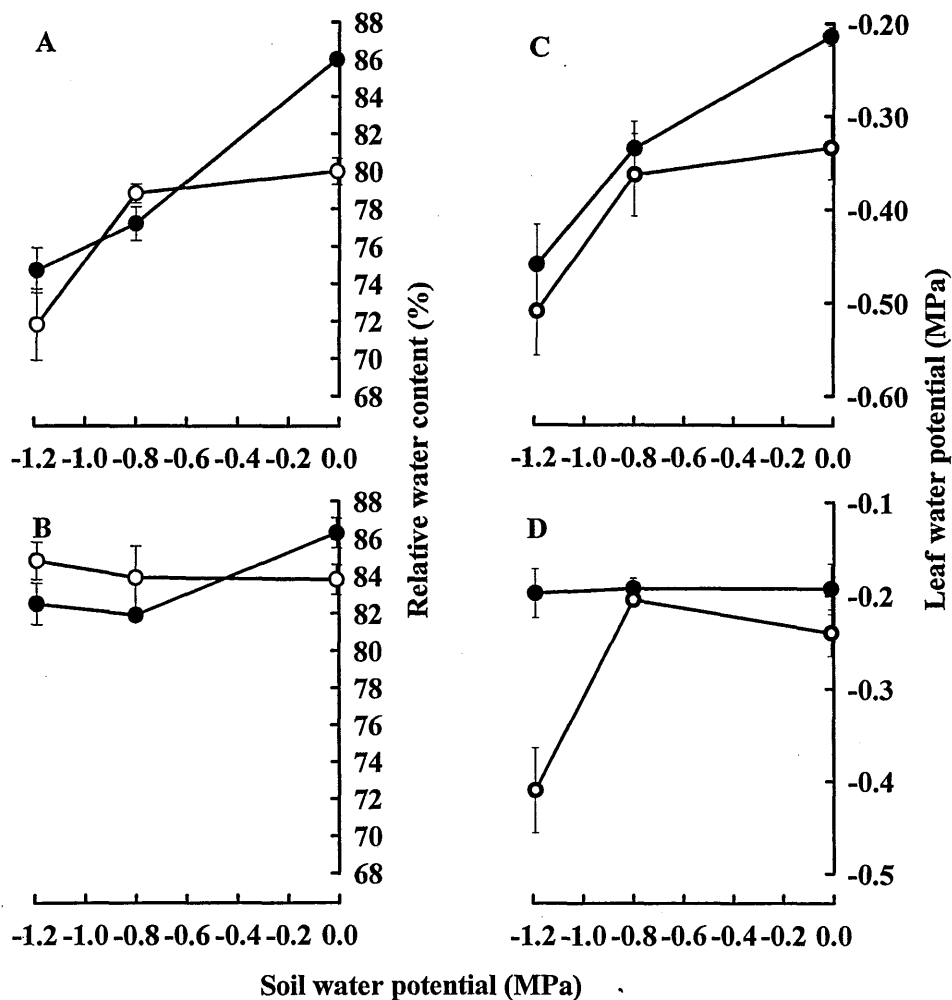 A
88
86
84
82
80
78
76
74
72
70
68
-1.2 -1.0 -0.8 -0.6 -0.4 -0.2 0.0
Relative water content (%)
C
-0.20
-0.30
-0.40
-0.50
-0.60
-1.2 -1.0 -0.8 -0.6 -0.4 -0.2 0.0
Leaf water potential (MPa)
B
88
86
84
82
80
78
76
74
72
70
68
-1.2 -1.0 -0.8 -0.6 -0.4 -0.2 0.0
D
-0.1
-0.2
-0.3
-0.4
-0.5
-1.2 -1.0 -0.8 -0.6 -0.4 -0.2 0.0
Soil water potential (MPa)